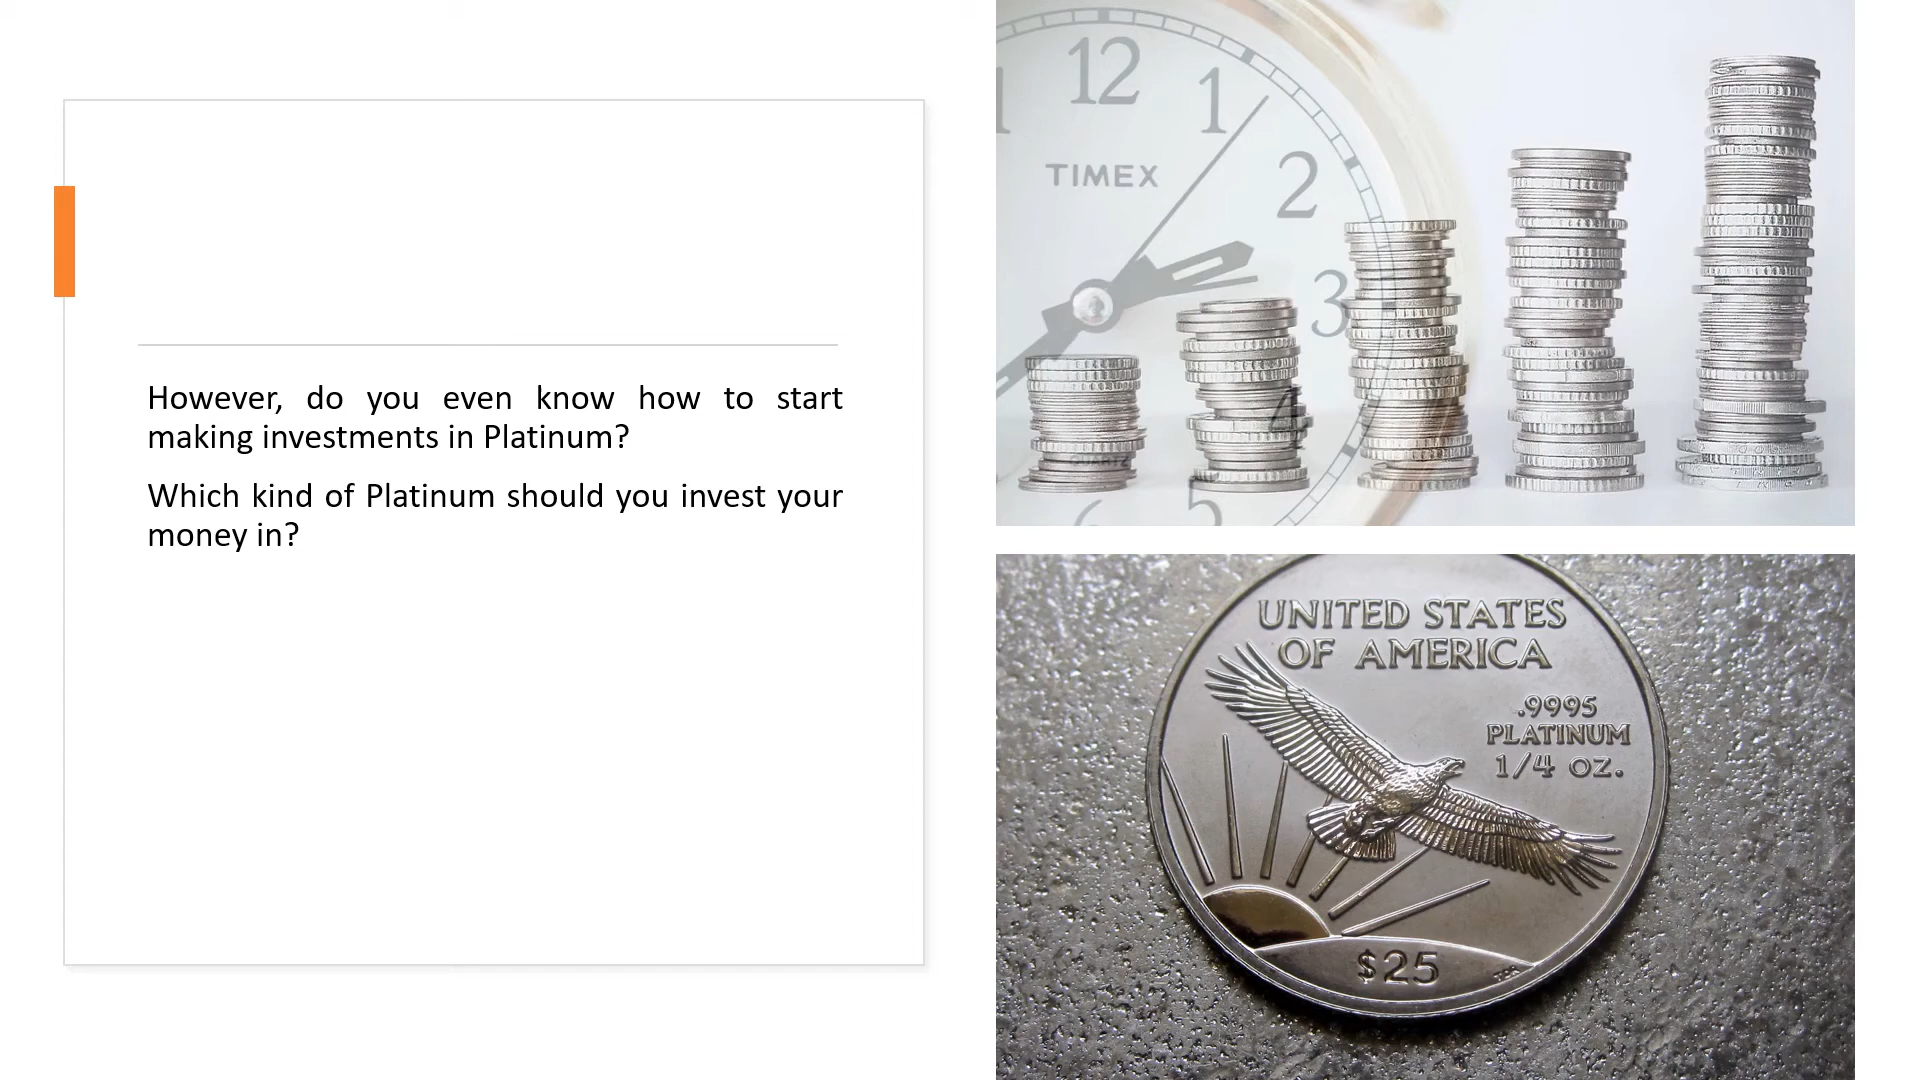 However, do you even know how to start
making investments in Platinum?
Which kind of Platinum should you invest your
money in?
12
1
TIMEX
2
3
4
5
6
UNITED STATES
OF AMERICA
.9995
PLATINUM
1/4 OZ.
$25